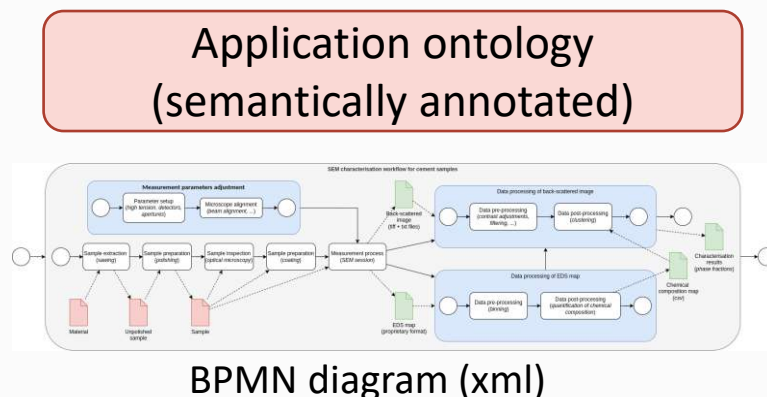 Application ontology
(semantically annotated)
SEM characterisation workflow for cement samples
Measurement parameters adjustment
Parameter setup
(high tension, detectors,
apertures)
Microscope alignment
(beam alignment, ...)
Back-scattered
image
(tiff + txt files)
Data processing of back-scattered image
Data pre-processing
(contrast adjustments,
filtering, ...)
Data post-processing
(clustering)
Sample extraction
(sawing)
Sample preparation
(polishing)
Sample inspection
(optical microscopy)
Sample preparation
(coating)
Measurement process
(SEM session)
Characterisation
results
(phase fractions)
Data processing of EDS map
Data pre-processing
(binning)
Data post-processing
(quantification of chemical
composition)
Chemical
composition map
(csv)
Material
Unpolished
sample
Sample
EDS map
(proprietary format)
BPMN diagram (xml)